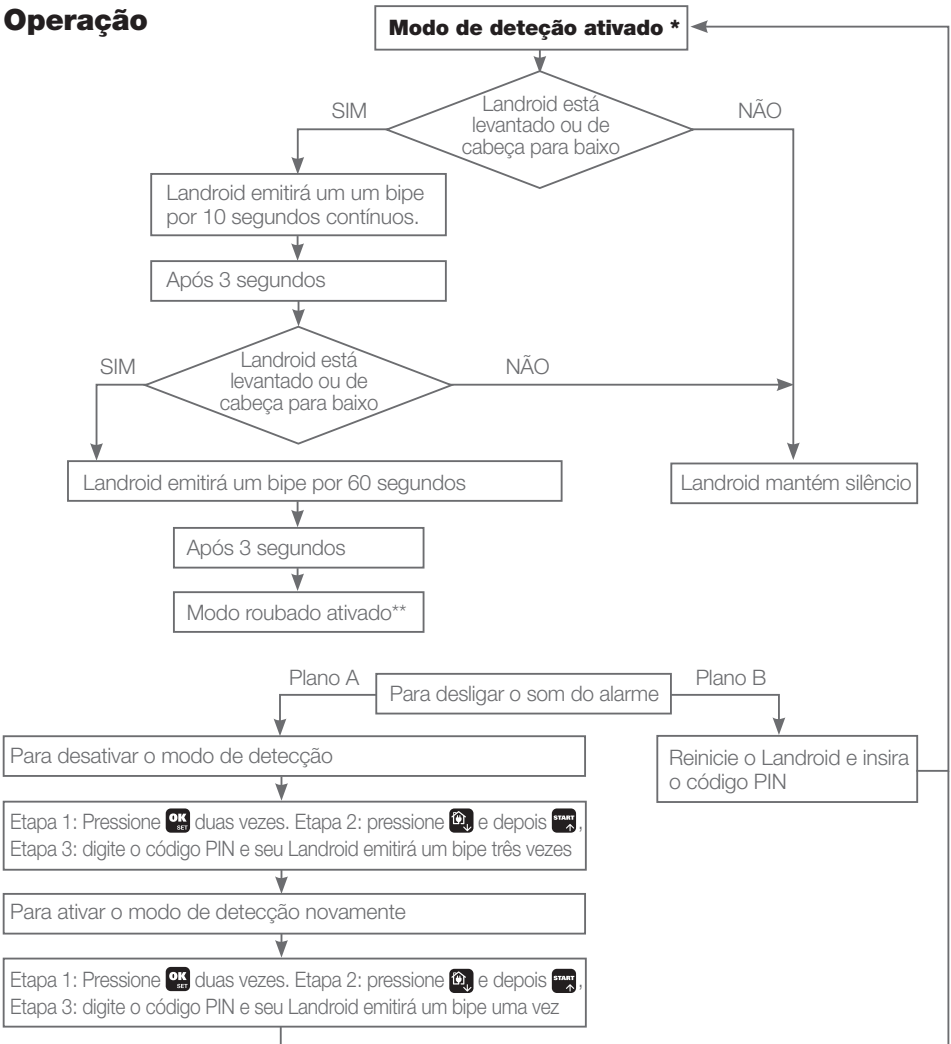 Operação
Modo de deteção ativado *
SIM
Landroid está
levantado ou de
cabeça para baixo
NÃO
Landroid emitirá um um bipe
por 10 segundos contínuos.
Após 3 segundos
SIM
Landroid está
levantado ou de
cabeça para baixo
NÃO
Landroid emitirá um bipe por 60 segundos
Landroid mantém silêncio
Após 3 segundos
Modo roubado ativado**
Plano A
Para desligar o som do alarme
Plano B
Para desativar o modo de detecção
Reinicie o Landroid e insira
o código PIN
Etapa 1: Pressione OK SET duas vezes. Etapa 2: pressione e depois START,
Etapa 3: digite o código PIN e seu Landroid emitirá um bipe três vezes
Para ativar o modo de detecção novamente
Etapa 1: Pressione OK SET duas vezes. Etapa 2: pressione e depois START,
Etapa 3: digite o código PIN e seu Landroid emitirá um bipe uma vez